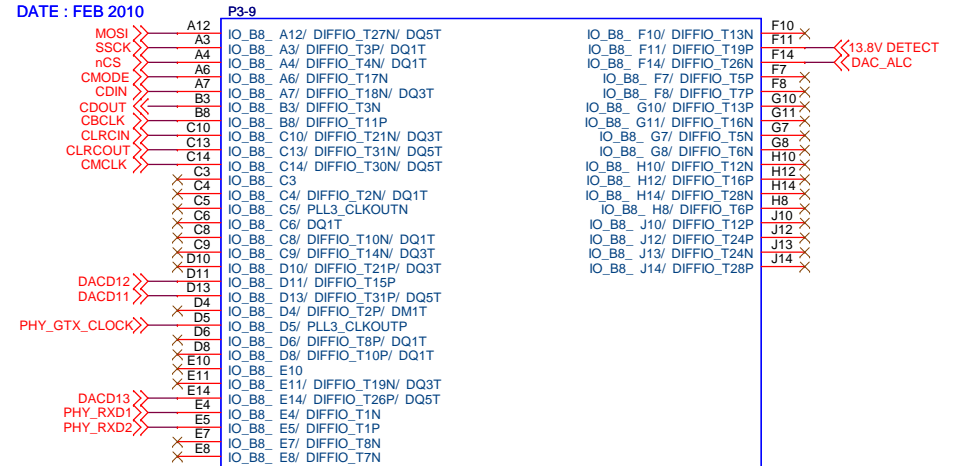 DATE : FEB 2010
P3-9
MOSI A12 IO_B8_ A12/ DIFFIO_T27N/ DQ5T
SSCK A3 IO_B8_ A3/ DIFFIO_T3P/ DQ1T
nCS A4 IO_B8_ A4/ DIFFIO_T4N/ DQ1T
CMODE A6 IO_B8_ A6/ DIFFIO_T17N
CDIN A7 IO_B8_ A7/ DIFFIO_T18N/ DQ3T
CDOUT B3 IO_B8_ B3/ DIFFIO_T3N
CBCLK B8 IO_B8_ B8/ DIFFIO_T11P
CLRCIN C10 IO_B8_ C10/ DIFFIO_T21N/ DQ3T
CLRCOUT C13 IO_B8_ C13/ DIFFIO_T31N/ DQ5T
CMCLK C14 IO_B8_ C14/ DIFFIO_T30N/ DQ5T
C3 IO_B8_ C3
C4 IO_B8_ C4/ DIFFIO_T2N/ DQ1T
C5 IO_B8_ C5/ PLL3_CLKOUTN
C6 IO_B8_ C6/ DQ1T
C8 IO_B8_ C8/ DIFFIO_T10N/ DQ1T
C9 IO_B8_ C9/ DIFFIO_T14N/ DQ3T
D10 IO_B8_ D10/ DIFFIO_T21P/ DQ3T
DACD12 D11 IO_B8_ D11/ DIFFIO_T15P
DACD11 D13 IO_B8_ D13/ DIFFIO_T31P/ DQ5T
D4 IO_B8_ D4/ DIFFIO_T2P/ DM1T
PHY_GTX_CLOCK D5 IO_B8_ D5/ PLL3_CLKOUTP
D6 IO_B8_ D6/ DIFFIO_T8P/ DQ1T
D8 IO_B8_ D8/ DIFFIO_T10P/ DQ1T
E10 IO_B8_ E10
E11 IO_B8_ E11/ DIFFIO_T19N/ DQ3T
DACD13 E14 IO_B8_ E14/ DIFFIO_T26P/ DQ5T
PHY_RXD1 E4 IO_B8_ E4/ DIFFIO_T1N
PHY_RXD2 E5 IO_B8_ E5/ DIFFIO_T1P
E7 IO_B8_ E7/ DIFFIO_T8N
E8 IO_B8_ E8/ DIFFIO_T7N
IO_B8_ F10/ DIFFIO_T13N F10
IO_B8_ F11/ DIFFIO_T19P F11 13.8V DETECT
IO_B8_ F14/ DIFFIO_T26N F14 DAC_ALC
IO_B8_ F7/ DIFFIO_T5P F7
IO_B8_ F8/ DIFFIO_T7P F8
IO_B8_ G10/ DIFFIO_T13P G10
IO_B8_ G11/ DIFFIO_T16N G11
IO_B8_ G7/ DIFFIO_T5N G7
IO_B8_ G8/ DIFFIO_T6N G8
IO_B8_ H10/ DIFFIO_T12N H10
IO_B8_ H12/ DIFFIO_T16P H12
IO_B8_ H14/ DIFFIO_T28N H14
IO_B8_ H8/ DIFFIO_T6P H8
IO_B8_ J10/ DIFFIO_T12P J10
IO_B8_ J12/ DIFFIO_T24P J12
IO_B8_ J13/ DIFFIO_T24N J13
IO_B8_ J14/ DIFFIO_T28P J14